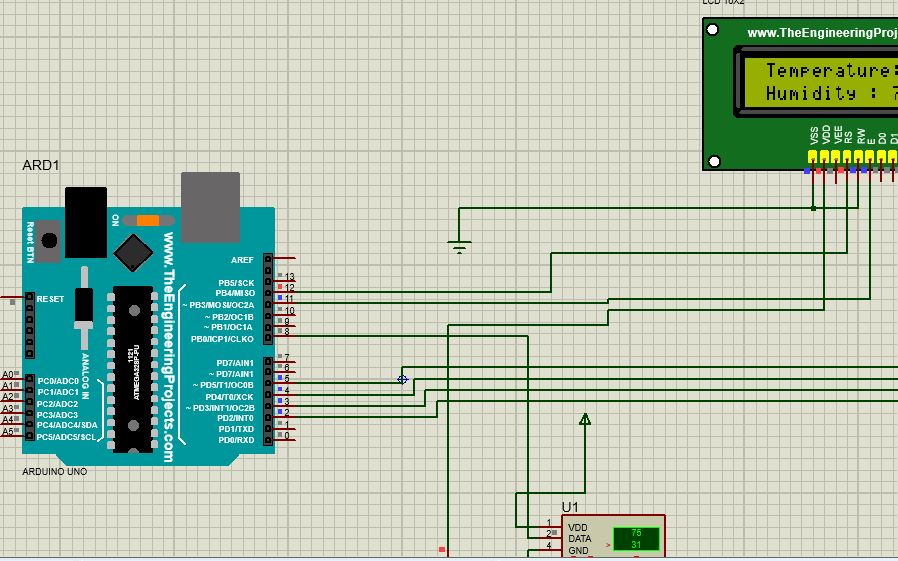 LCD 16X2
www.TheEngineeringProj
Temperature:
Humidity : 7
VSS
VDD
VEE
RS
RW
E
D0
D1
ARD1
ON
Reset BTN
www.TheEngineeringProjects.com
AREF
13
PB5/SCK
12
PB4/MISO
11
~ PB3/MOSI/OC2A
10
~ PB2/OC1B
9
~ PB1/OC1A
8
PB0/ICP1/CLKO
RESET
1121
ATMEGA328P-PU
ANALOG IN
7
PD7/AIN1
6
~ PD7/AIN1
5
~ PD5/T1/OC0B
4
PD4/T0/XCK
3
~ PD3/INT1/OC2B
2
PD2/INT0
1
PD1/TXD
0
PD0/RXD
A0
PC0/ADC0
A1
PC1/ADC1
A2
PC2/ADC2
A3
PC3/ADC3
A4
PC4/ADC4/SDA
A5
PC5/ADC5/SCL
ARDUINO UNO
U1
1
VDD
2
DATA
4
GND
75
>
31